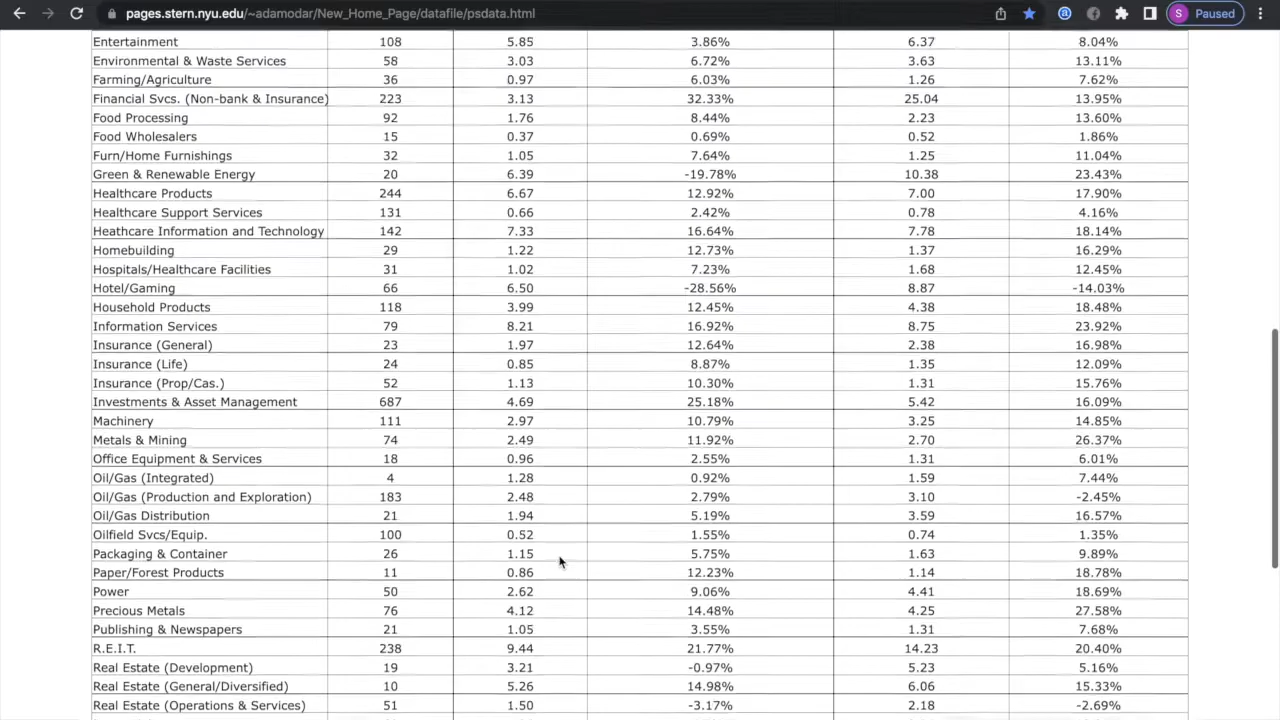 pages.stern.nyu.edu/~adamodar/New_Home_Page/datafile/psdata.html S Paused
Entertainment 108 5.85 3.86% 6.37 8.04%
Environmental & Waste Services 58 3.03 6.72% 3.63 13.11%
Farming/Agriculture 36 0.97 6.03% 1.26 7.62%
Financial Svcs. (Non-bank & Insurance) 223 3.13 32.33% 25.04 13.95%
Food Processing 92 1.76 8.44% 2.23 13.60%
Food Wholesalers 15 0.37 0.69% 0.52 1.86%
Furn/Home Furnishings 32 1.05 7.64% 1.25 11.04%
Green & Renewable Energy 20 6.39 -19.78% 10.38 23.43%
Healthcare Products 244 6.67 12.92% 7.00 17.90%
Healthcare Support Services 131 0.66 2.42% 0.78 4.16%
Heathcare Information and Technology 142 7.33 16.64% 7.78 18.14%
Homebuilding 29 1.22 12.73% 1.37 16.29%
Hospitals/Healthcare Facilities 31 1.02 7.23% 1.68 12.45%
Hotel/Gaming 66 6.50 -28.56% 8.87 -14.03%
Household Products 118 3.99 12.45% 4.38 18.48%
Information Services 79 8.21 16.92% 8.75 23.92%
Insurance (General) 23 1.97 12.64% 2.38 16.98%
Insurance (Life) 24 0.85 8.87% 1.35 12.09%
Insurance (Prop/Cas.) 52 1.13 10.30% 1.31 15.76%
Investments & Asset Management 687 4.69 25.18% 5.42 16.09%
Machinery 111 2.97 10.79% 3.25 14.85%
Metals & Mining 74 2.49 11.92% 2.70 26.37%
Office Equipment & Services 18 0.96 2.55% 1.31 6.01%
Oil/Gas (Integrated) 4 1.28 0.92% 1.59 7.44%
Oil/Gas (Production and Exploration) 183 2.48 2.79% 3.10 -2.45%
Oil/Gas Distribution 21 1.94 5.19% 3.59 16.57%
Oilfield Svcs/Equip. 100 0.52 1.55% 0.74 1.35%
Packaging & Container 26 1.15 5.75% 1.63 9.89%
Paper/Forest Products 11 0.86 12.23% 1.14 18.78%
Power 50 2.62 9.06% 4.41 18.69%
Precious Metals 76 4.12 14.48% 4.25 27.58%
Publishing & Newspapers 21 1.05 3.55% 1.31 7.68%
R.E.I.T. 238 9.44 21.77% 14.23 20.40%
Real Estate (Development) 19 3.21 -0.97% 5.23 5.16%
Real Estate (General/Diversified) 10 5.26 14.98% 6.06 15.33%
Real Estate (Operations & Services) 51 1.50 -3.17% 2.18 -2.69%